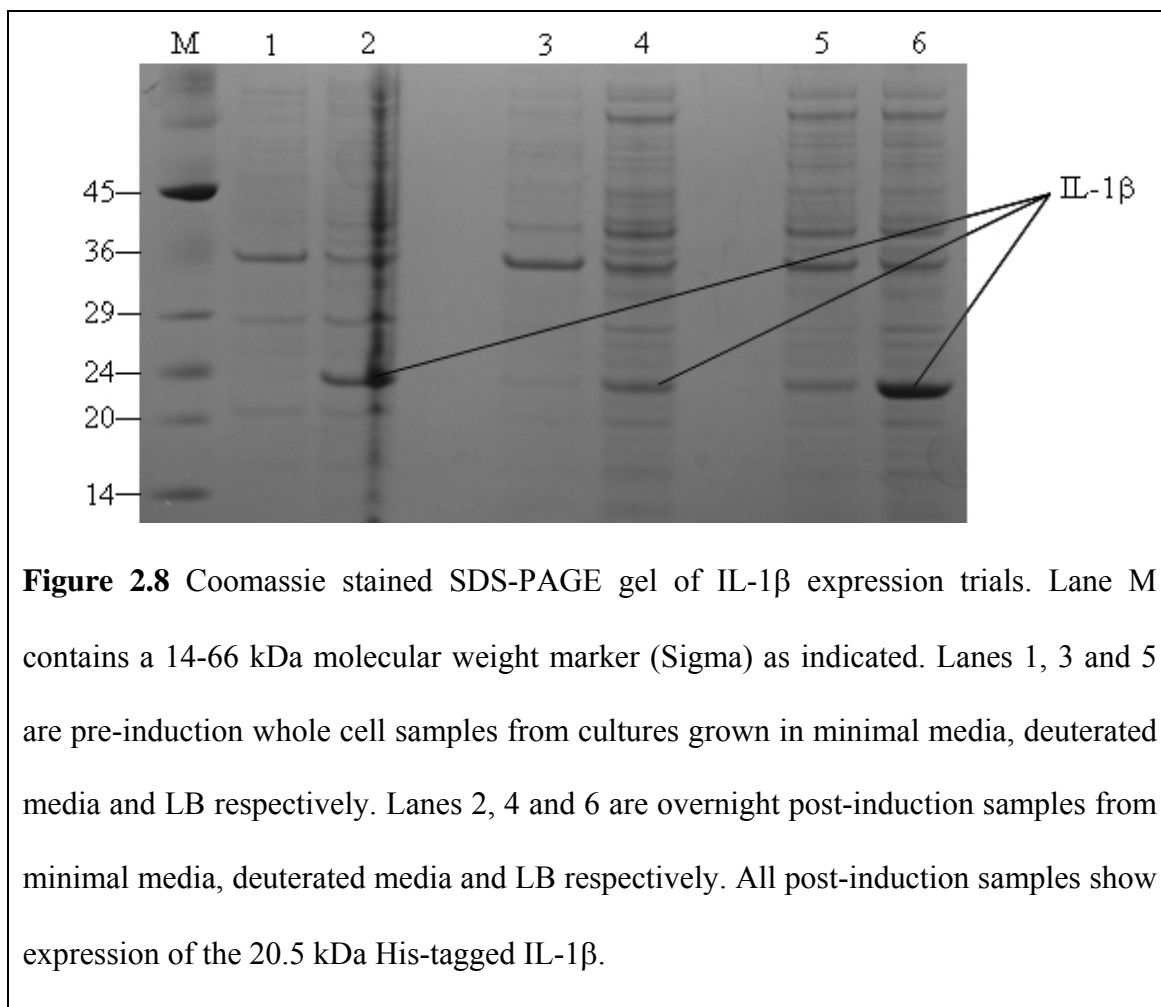 M 1 2 3 4 5 6
45
36
29
24
20
14
IL-1β
Figure 2.8 Coomassie stained SDS-PAGE gel of IL-1β expression trials. Lane M
contains a 14-66 kDa molecular weight marker (Sigma) as indicated. Lanes 1, 3 and 5
are pre-induction whole cell samples from cultures grown in minimal media, deuterated
media and LB respectively. Lanes 2, 4 and 6 are overnight post-induction samples from
minimal media, deuterated media and LB respectively. All post-induction samples show
expression of the 20.5 kDa His-tagged IL-1β.